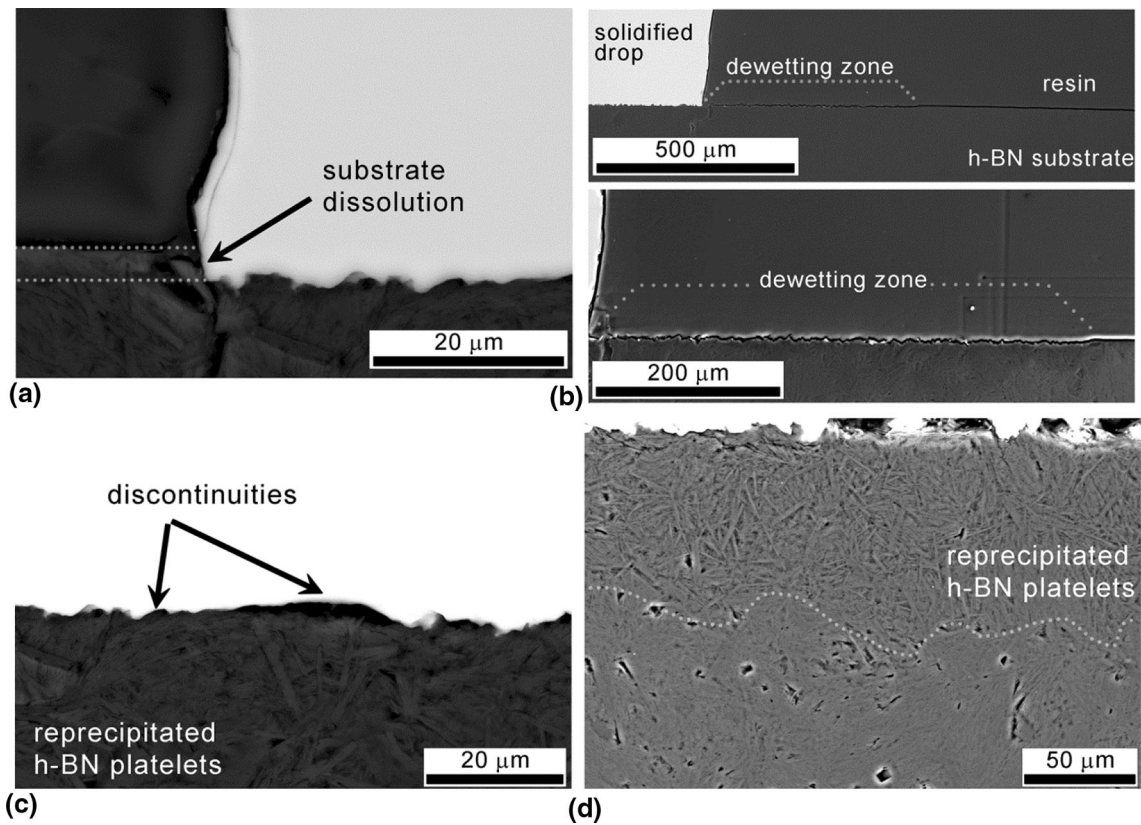 substrate
dissolution
20 μm
(a)
solidified
drop
dewetting zone
resin
500 μm
h-BN substrate
dewetting zone
200 μm
(b)
discontinuities
reprecipitated
h-BN platelets
20 μm
(c)
reprecipitated
h-BN platelets
50 μm
(d)